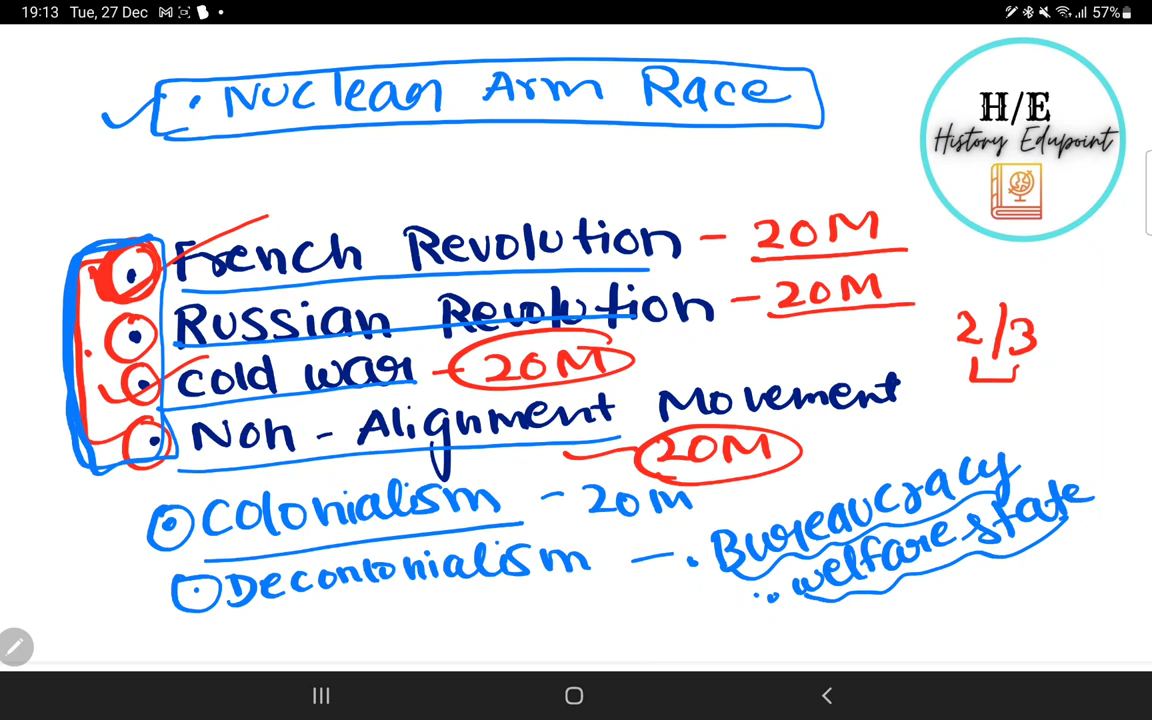 19:13 Tue, 27 Dec 57%
• Nuclear Arm Race
H/E
History Edupoint
• French Revolution - 20M
• Russian Revolution - 20M
2/3
• Cold war - 20M
• Non - Alignment Movement
20M
• Colonialism - 20m
• Decontonialism - • Bureaucracy
• welfare state